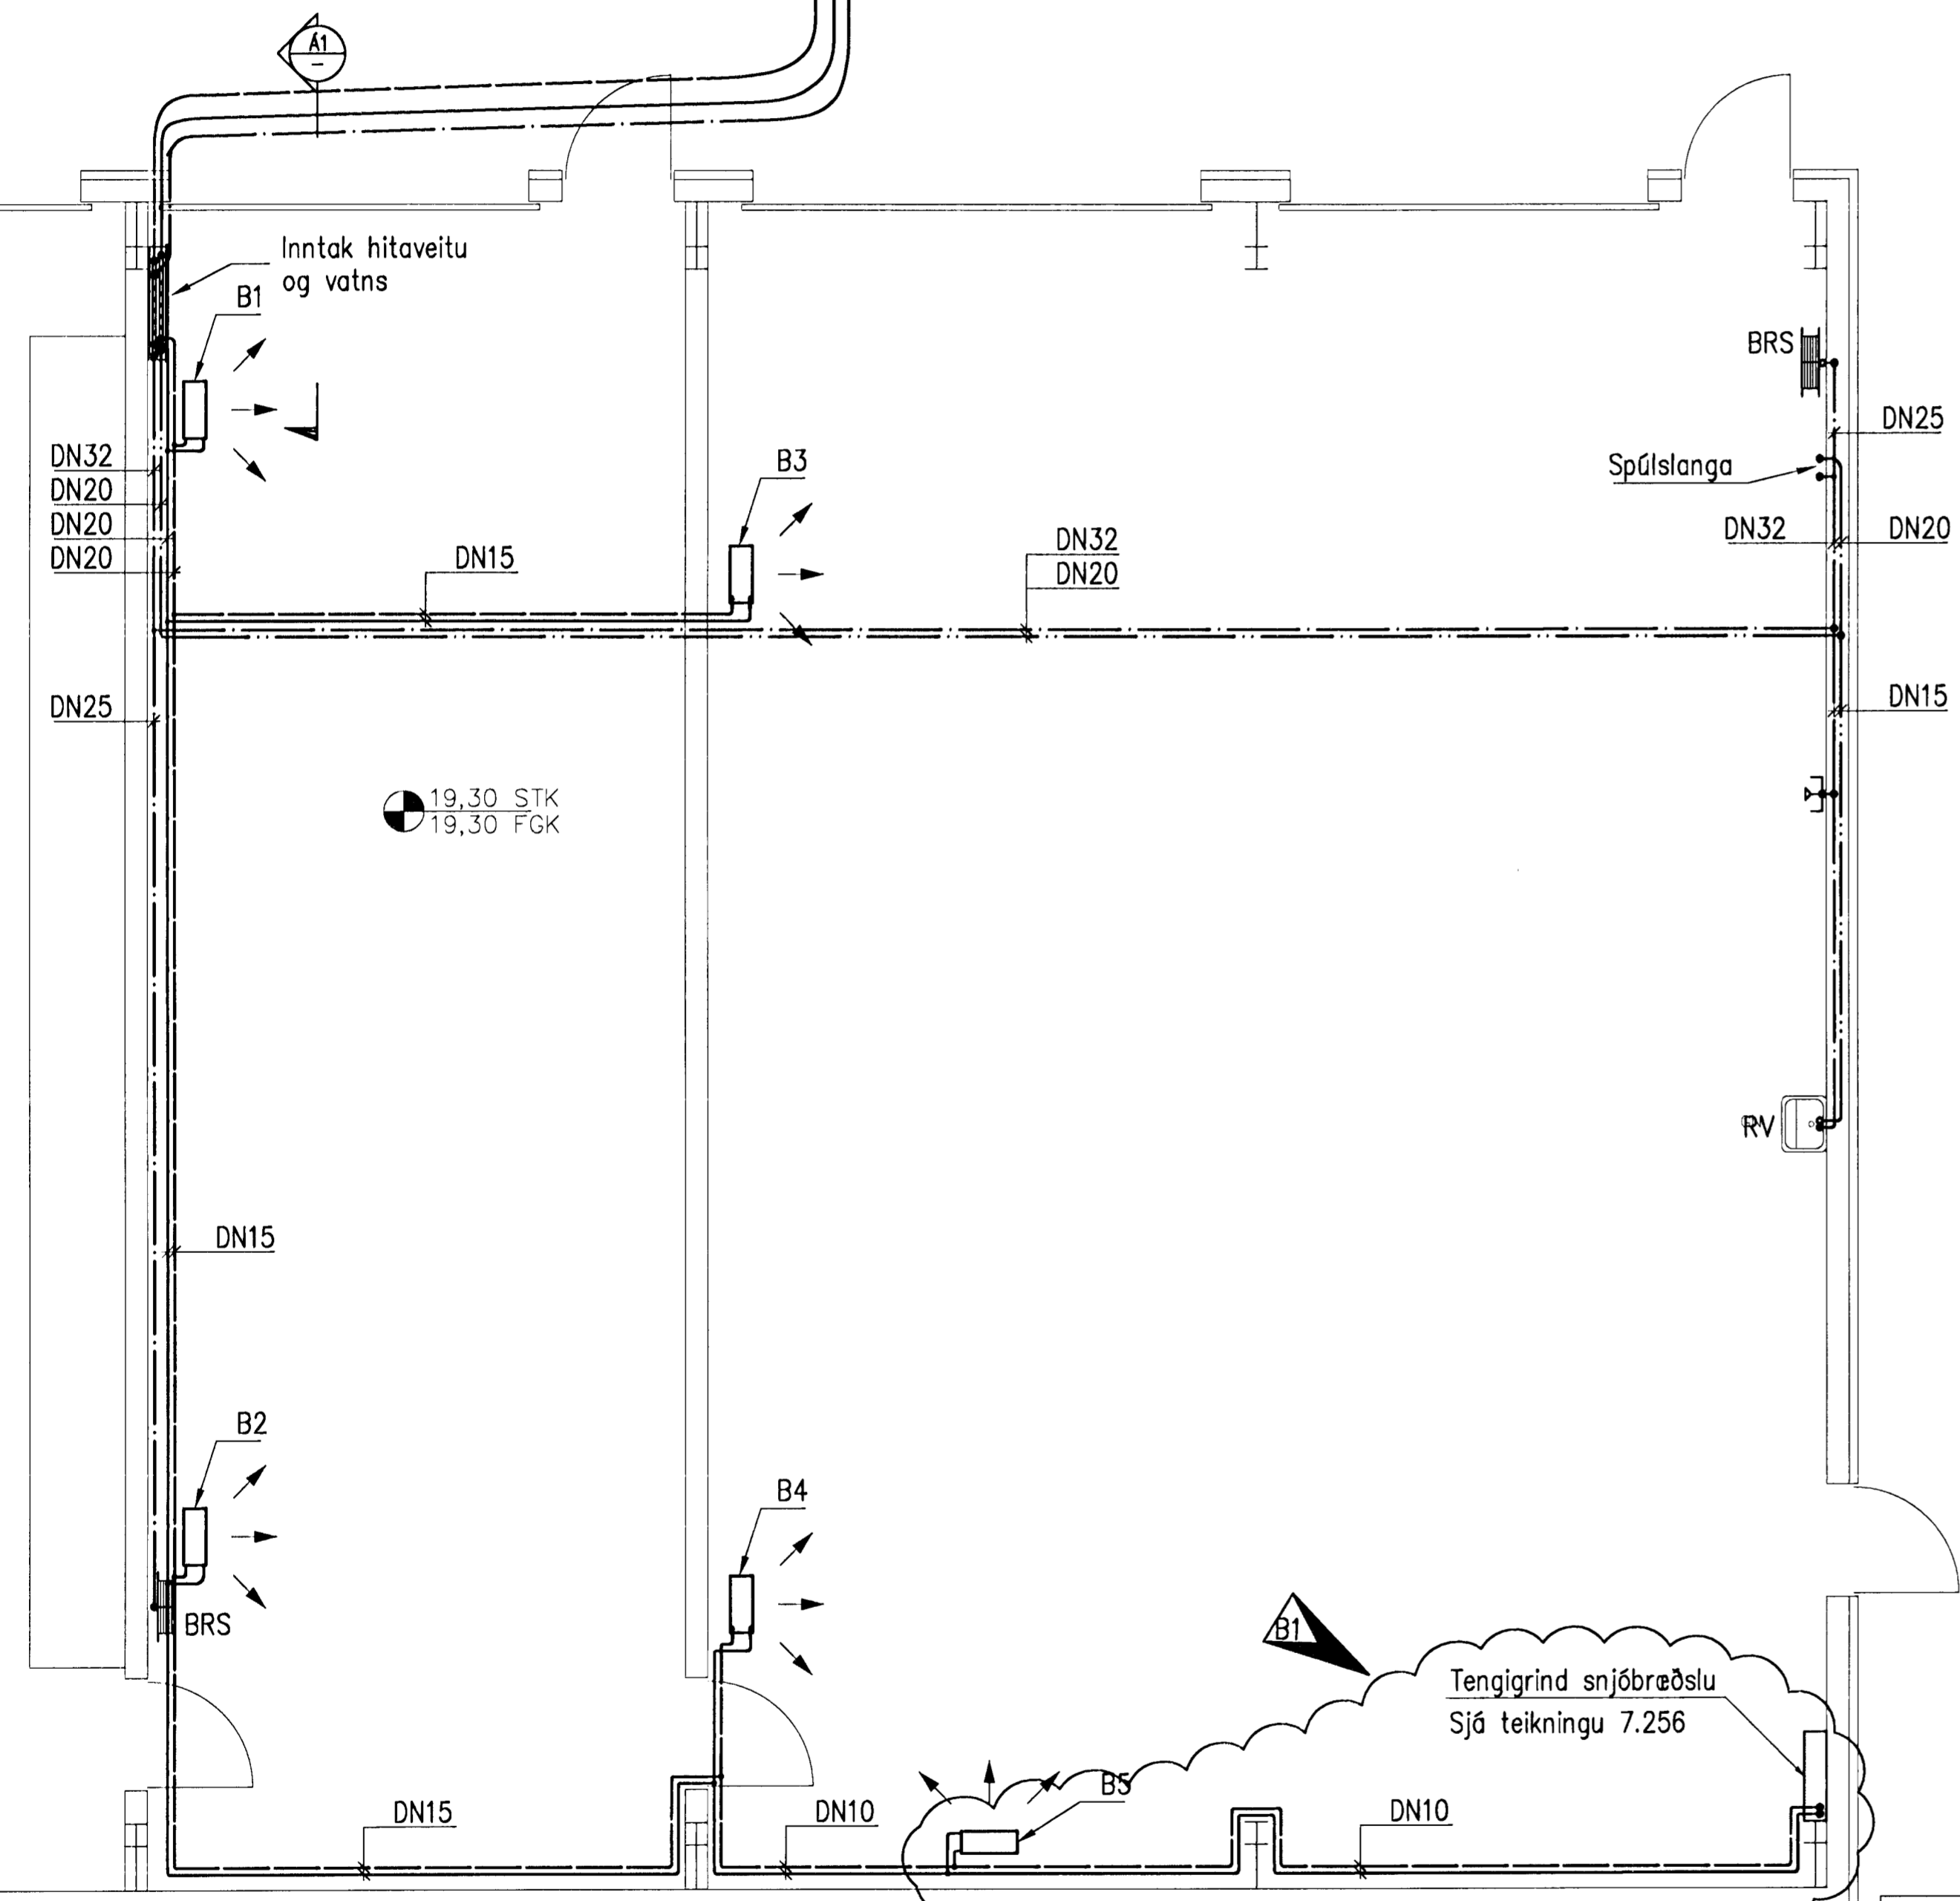 A1
–
Inntak hitaveitu
og vatns
B1
BRS
DN25
DN32
DN20
DN20
DN20
B3
Spúlslanga
DN32
DN20
DN15
DN32
DN20
DN25
DN15
19,30 STK
19,30 FGK
RV
DN15
B2
B4
BRS
B1
Tengigrind snjóbræðslu
Sjá teikningu 7.256
B5
DN15
DN10
DN10